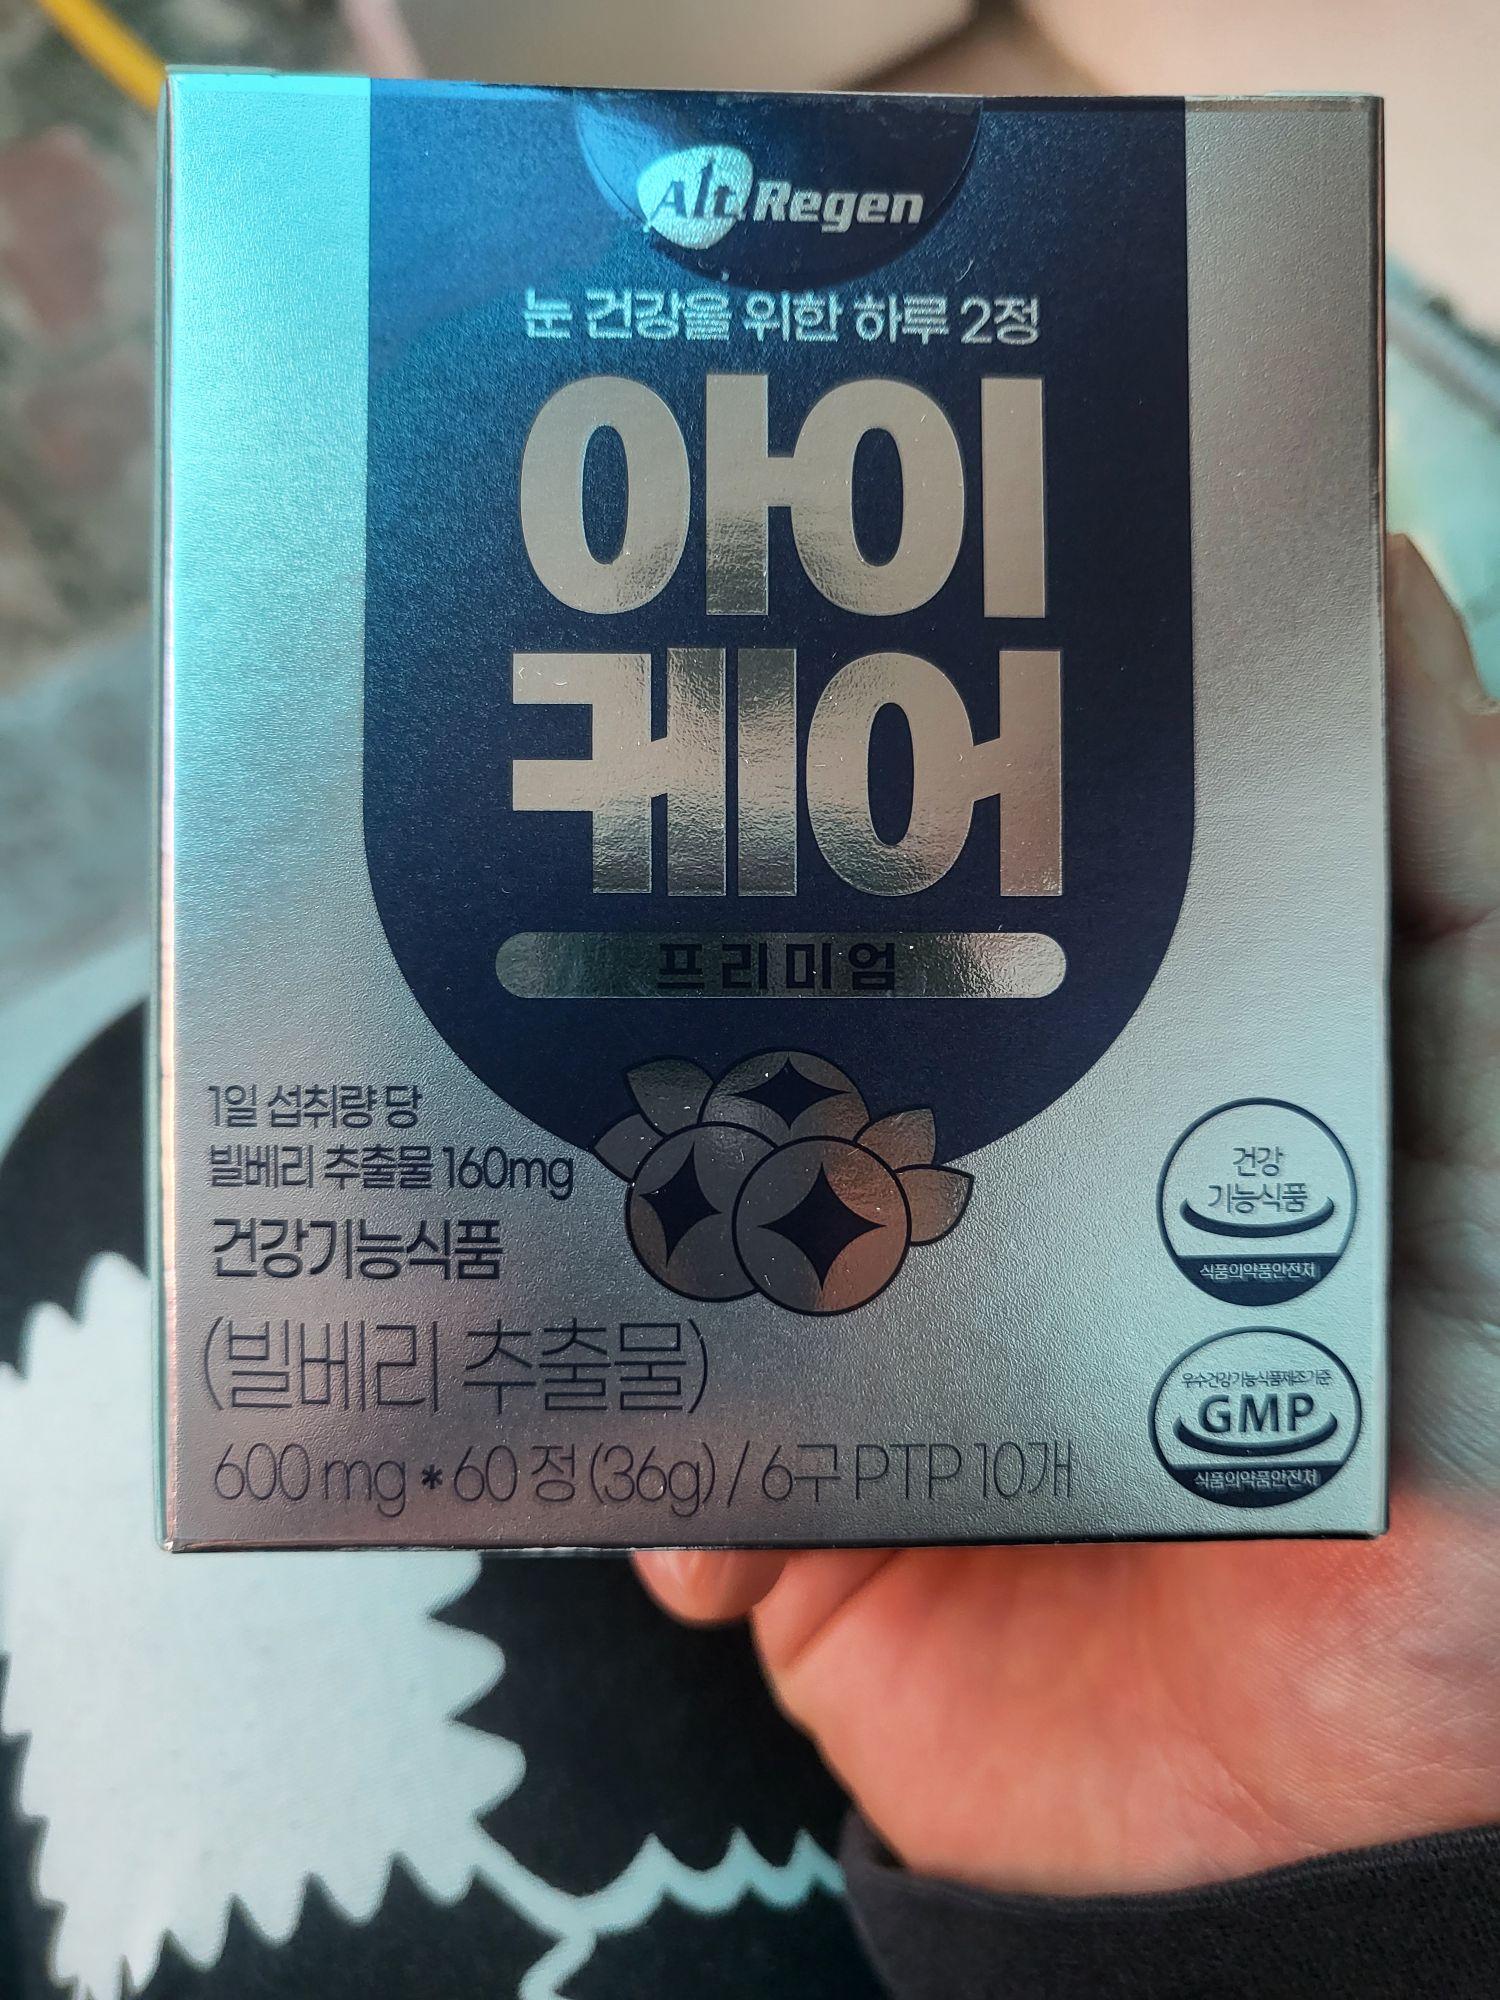 Alt. Regen
눈 건강을 위한 하루 2정
아이
케어
프리미엄
1일 섭취량 당
빌베리 추출물 160mg
건강기능식품
(빌베리 추출물)
600 mg * 60 정 (36g) / 6구 PTP 10개
건강
기능식품
식품의약품안전처
우수건강기능식품제조기준
GMP
식품의약품안전처